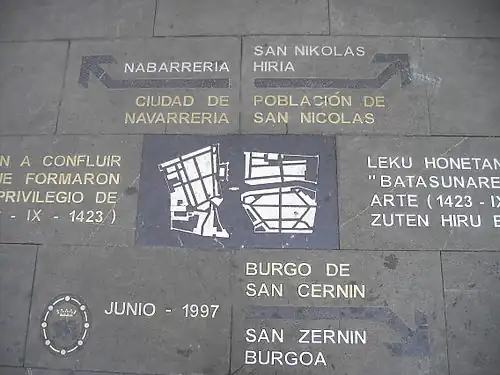 NABARRERIA
CIUDAD DE
NAVARRERIA
SAN NIKOLAS
HIRIA
POBLACIÓN DE
SAN NICOLAS
N A CONFLUIR
UE FORMARON
PRIVILEGIO DE
- IX - 1423)
LEKU HONETAN
"BATASUNARE
ARTE (1423 - IX
ZUTEN HIRU B
JUNIO - 1997
BURGO DE
SAN CERNIN
SAN ZERNIN
BURGOA